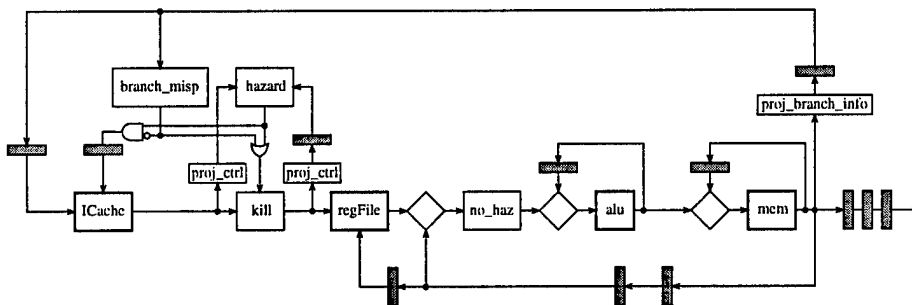 branch_misp
hazard
proj_branch_info
proj_ctrl
proj_ctrl
ICache
kill
regFile
no_haz
alu
mem